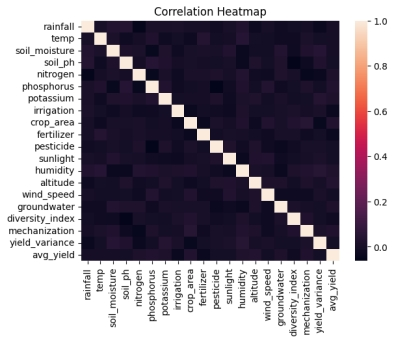 Correlation Heatmap
rainfall
temp
soil_moisture
soil_ph
nitrogen
phosphorus
potassium
irrigation
crop_area
fertilizer
pesticide
sunlight
humidity
altitude
wind_speed
groundwater
diversity_index
mechanization
yield_variance
avg_yield
rainfall
temp
soil_moisture
soil_ph
nitrogen
phosphorus
potassium
irrigation
crop_area
fertilizer
pesticide
sunlight
humidity
altitude
wind_speed
groundwater
diversity_index
mechanization
yield_variance
avg_yield
1.0
0.8
0.6
0.4
0.2
0.0